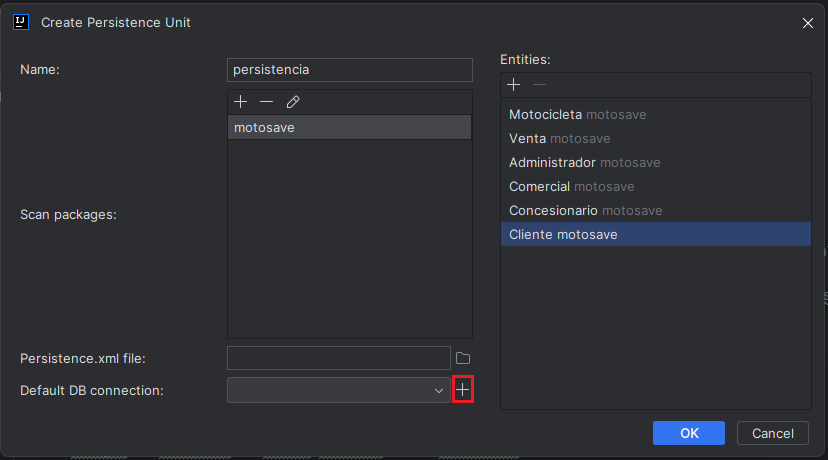 Create Persistence Unit
Name:
persistencia
motosave
Scan packages:
Persistence.xml file:
Default DB connection:
Entities:
Motocicleta motosave
Venta motosave
Administrador motosave
Comercial motosave
Concesionario motosave
Cliente motosave
OK
Cancel